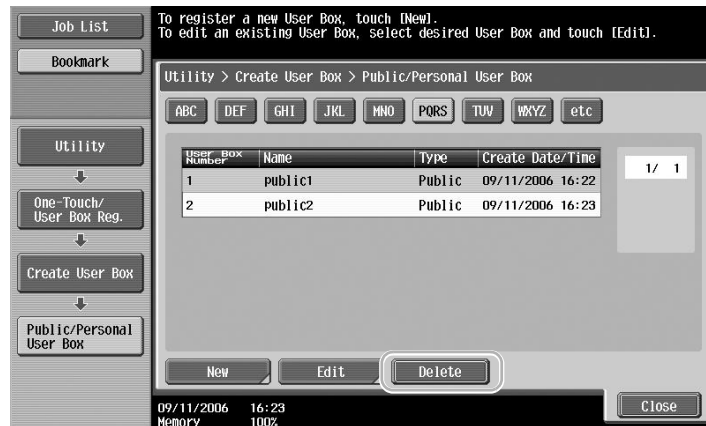 Job List
Bookmark
To register a new User Box, touch [New].
To edit an existing User Box, select desired User Box and touch [Edit].
Utility > Create User Box > Public/Personal User Box
ABC DEF GHI JKL MNO PQRS TUV WXYZ etc
Utility
One-Touch/
User Box Reg.
Create User Box
Public/Personal
User Box
User Box
Number Name Type Create Date/Time
1 public1 Public 09/11/2006 16:22
2 public2 Public 09/11/2006 16:23
1/ 1
New Edit Delete
09/11/2006 16:23
Memory 100%
Close